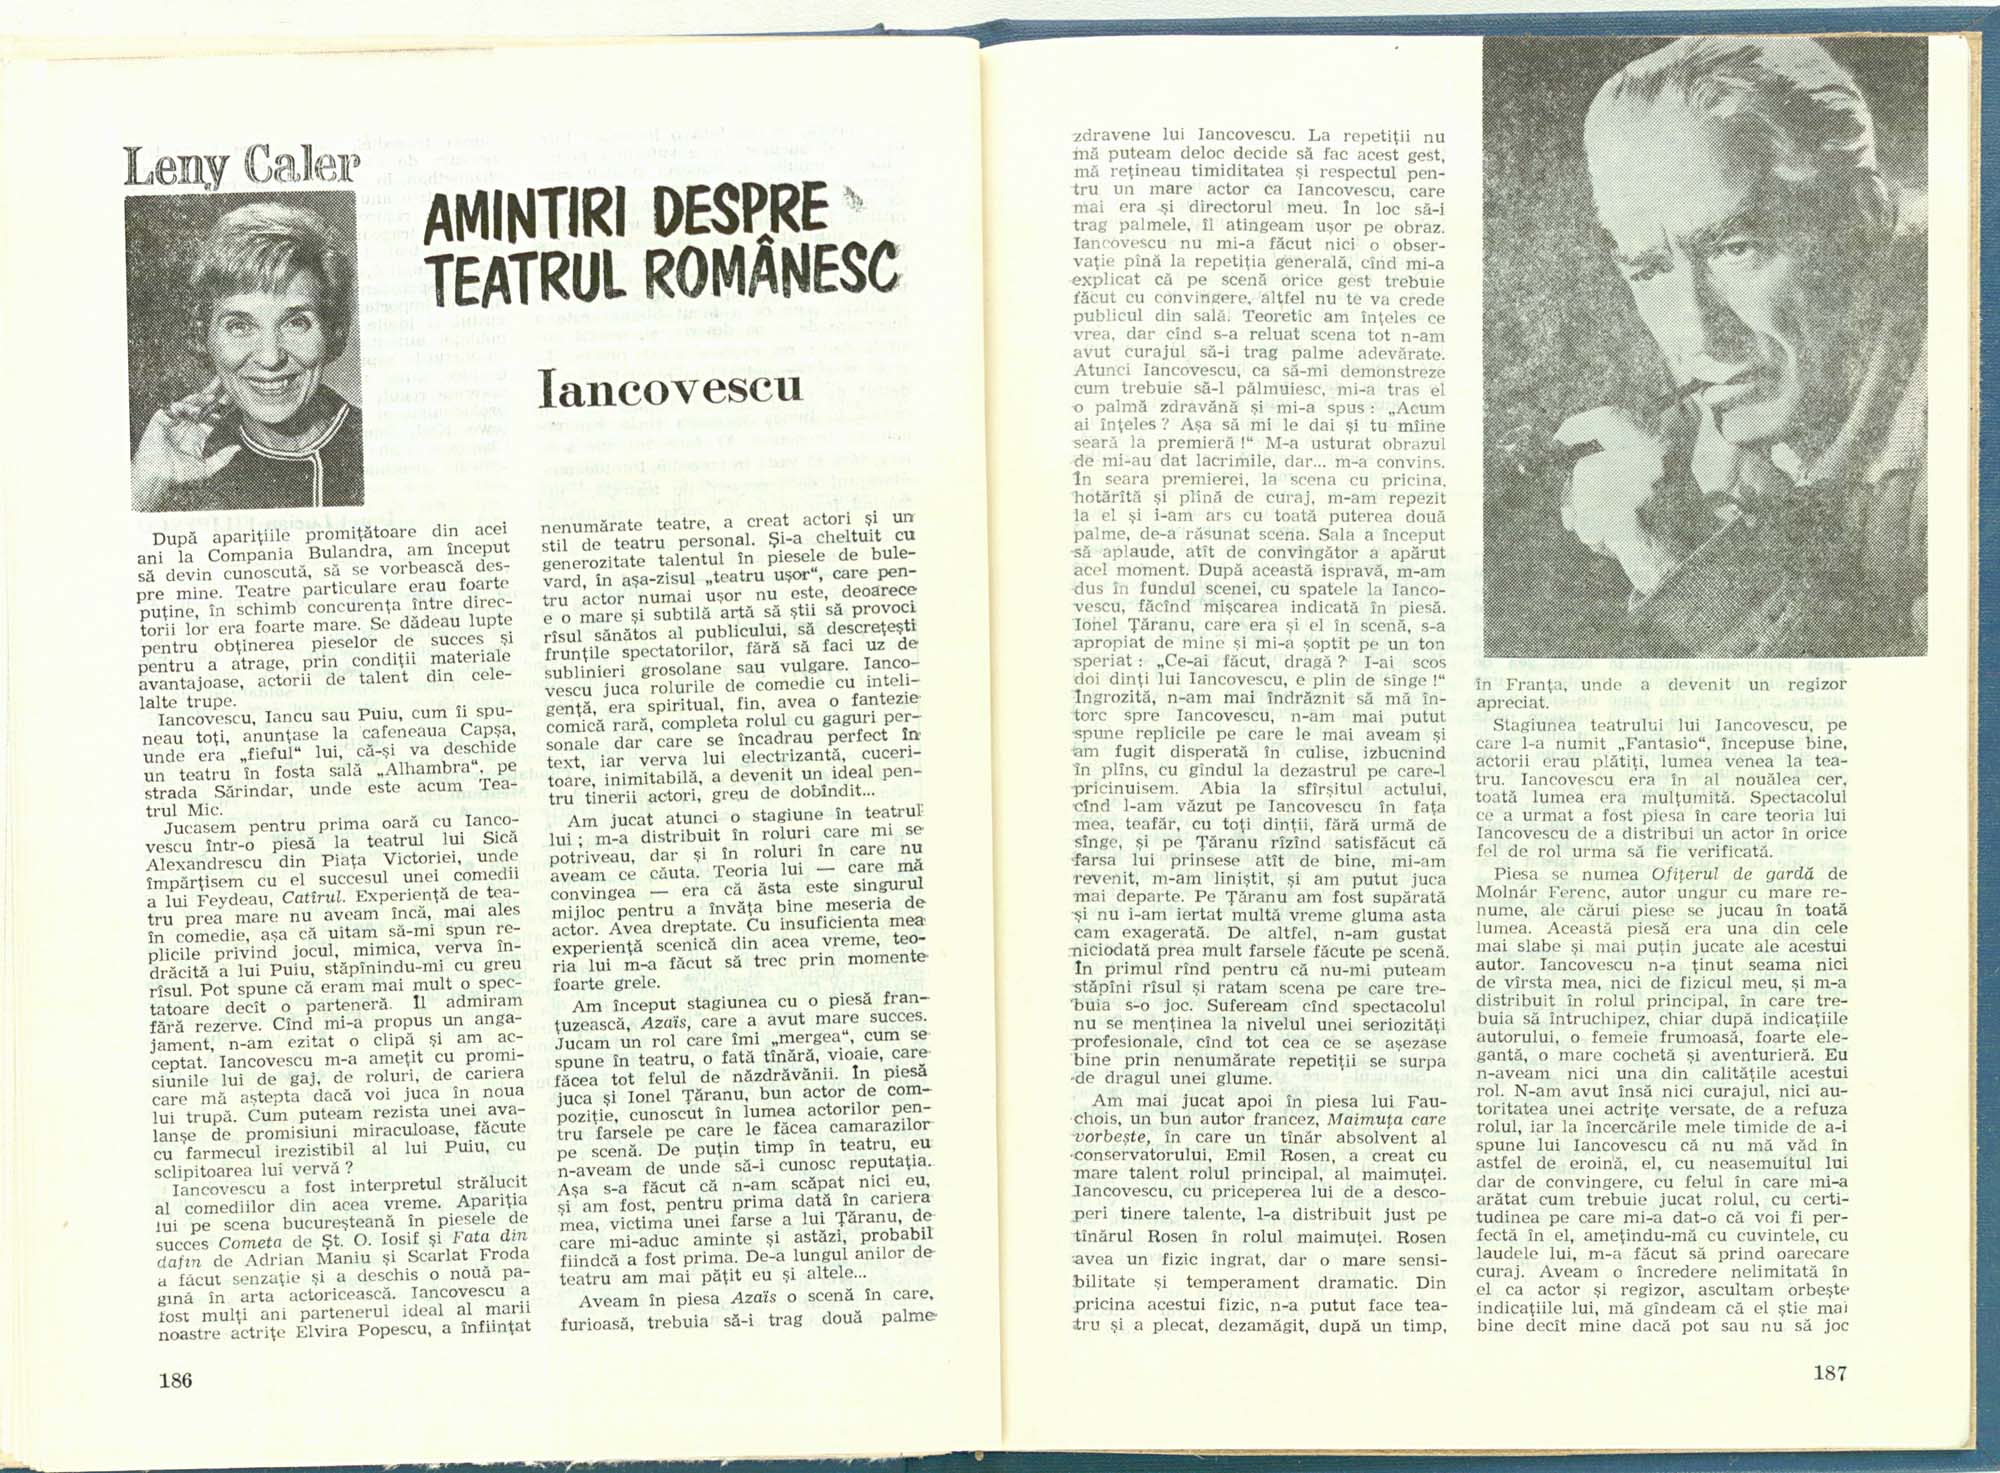 Leny Caler
AMINTIRI DESPRE
TEATRUL ROMÂNESC
Iancovescu
După aparițiile promițătoare din acei
ani la Compania Bulandra, am început
să devin cunoscută, să se vorbească des-
pre mine. Teatre particulare erau foarte
puține, în schimb concurența între direc-
torii lor era foarte mare. Se dădeau lupte
pentru obținerea pieselor de succes și
pentru a atrage, prin condiții materiale
avantajoase, actorii de talent din cele-
lalte trupe.
Iancovescu, Iancu sau Puiu, cum îi spu-
neau toți, anunțase la cafeneaua Capșa,
unde era „fieful“ lui, că-și va deschide
un teatru în fosta sală „Alhambra“, pe
strada Sărindar, unde este acum Tea-
trul Mic.
Jucasem pentru prima oară cu Ianco-
vescu într-o piesă la teatrul lui Sică
Alexandrescu din Piața Victoriei, unde
împărțisem cu el succesul unei comedii
a lui Feydeau, Catîrul. Experiență de tea-
tru prea mare nu aveam încă, mai ales
în comedie, așa că uitam să-mi spun re-
plicile privind jocul, mimica, verva în-
drăcită a lui Puiu, stăpînindu-mi cu greu
rîsul. Pot spune că eram mai mult o spec-
tatoare decît o parteneră. Îl admiram
fără rezerve. Cînd mi-a propus un anga-
jament, n-am ezitat o clipă și am ac-
ceptat. Iancovescu m-a amețit cu promi-
siunile lui de gaj, de roluri, de cariera
care mă aștepta dacă voi juca în noua
lui trupă. Cum puteam rezista unei ava-
lanșe de promisiuni miraculoase, făcute
cu farmecul irezistibil al lui Puiu, cu
sclipitoarea lui vervă ?
Iancovescu a fost interpretul strălucit
al comediilor din acea vreme. Apariția
lui pe scena bucureșteană în piesele de
succes Cometa de Șt. O. Iosif și Fata din
dafin de Adrian Maniu și Scarlat Froda
a făcut senzație și a deschis o nouă pa-
gină în arta actoricească. Iancovescu a
fost mulți ani partenerul ideal al marii
noastre actrițe Elvira Popescu, a înființat
nenumărate teatre, a creat actori și un
stil de teatru personal. Și-a cheltuit cu
generozitate talentul în piesele de bule-
vard, în așa-zisul „teatru ușor“, care pen-
tru actor numai ușor nu este, deoarece
e o mare și subtilă artă să știi să provoci
rîsul sănătos al publicului, să descrețești
frunțile spectatorilor, fără să faci uz de
sublinieri grosolane sau vulgare. Ianco-
vescu juca rolurile de comedie cu inteli-
gență, era spiritual, fin, avea o fantezie
comică rară, completa rolul cu gaguri per-
sonale dar care se încadrau perfect în
text, iar verva lui electrizantă, cuceri-
toare, inimitabilă, a devenit un ideal pen-
tru tinerii actori, greu de dobîndit...
Am jucat atunci o stagiune în teatrul
lui ; m-a distribuit în roluri care mi se
potriveau, dar și în roluri în care nu
aveam ce căuta. Teoria lui — care mă
convingea — era că ăsta este singurul
mijloc pentru a învăța bine meseria de
actor. Avea dreptate. Cu insuficienta mea
experiență scenică din acea vreme, teo-
ria lui m-a făcut să trec prin momente
foarte grele.
Am început stagiunea cu o piesă fran-
țuzească, Azaïs, care a avut mare succes.
Jucam un rol care îmi „mergea“, cum se
spune în teatru, o fată tînără, vioaie, care
făcea tot felul de năzdrăvănii. În piesă
juca și Ionel Țăranu, bun actor de com-
poziție, cunoscut în lumea actorilor pen-
tru farsele pe care le făcea camarazilor
pe scenă. De puțin timp în teatru, eu
n-aveam de unde să-i cunosc reputația.
Așa s-a făcut că n-am scăpat nici eu,
și am fost, pentru prima dată în cariera
mea, victima unei farse a lui Țăranu, de
care mi-aduc aminte și astăzi, probabil
fiindcă a fost prima. De-a lungul anilor de
teatru am mai pățit eu și altele...
Aveam în piesa Azaïs o scenă în care,
furioasă, trebuia să-i trag două palme
186
zdravene lui Iancovescu. La repetiții nu
mă puteam deloc decide să fac acest gest,
mă rețineau timiditatea și respectul pen-
tru un mare actor ca Iancovescu, care
mai era și directorul meu. În loc să-i
trag palmele, îl atingeam ușor pe obraz.
Iancovescu nu mi-a făcut nici o obser-
vație pînă la repetiția generală, cînd mi-a
explicat că pe scenă orice gest trebuie
făcut cu convingere, altfel nu te va crede
publicul din sală. Teoretic am înțeles ce
vrea, dar cînd s-a reluat scena tot n-am
avut curajul să-i trag palme adevărate.
Atunci Iancovescu, ca să-mi demonstreze
cum trebuie să-l pălmuiesc, mi-a tras el
o palmă zdravănă și mi-a spus : „Acum
ai înțeles ? Așa să mi le dai și tu mîine
seară la premieră !“ M-a usturat obrazul
de mi-au dat lacrimile, dar... m-a convins.
În seara premierei, la scena cu pricina,
hotărîtă și plină de curaj, m-am repezit
la el și i-am ars cu toată puterea două
palme, de-a răsunat scena. Sala a început
să aplaude, atît de convingător a apărut
acel moment. După această ispravă, m-am
dus în fundul scenei, cu spatele la Ianco-
vescu, făcînd mișcarea indicată în piesă.
Ionel Țăranu, care era și el în scenă, s-a
apropiat de mine și mi-a șoptit pe un ton
speriat : „Ce-ai făcut, dragă ? I-ai scos
doi dinți lui Iancovescu, e plin de sînge !“
Îngrozită, n-am mai îndrăznit să mă în-
torc spre Iancovescu, n-am mai putut
spune replicile pe care le mai aveam și
am fugit disperată în culise, izbucnind
în plîns, cu gîndul la dezastrul pe care-l
pricinuisem. Abia la sfîrșitul actului,
cînd l-am văzut pe Iancovescu în fața
mea, teafăr, cu toți dinții, fără urmă de
sînge, și pe Țăranu rîzînd satisfăcut că
farsa lui prinsese atît de bine, mi-am
revenit, m-am liniștit, și am putut juca
mai departe. Pe Țăranu am fost supărată
și nu i-am iertat multă vreme gluma asta
cam exagerată. De altfel, n-am gustat
niciodată prea mult farsele făcute pe scenă.
În primul rînd pentru că nu-mi puteam
stăpîni rîsul și ratam scena pe care tre-
buia s-o joc. Sufeream cînd spectacolul
nu se menținea la nivelul unei seriozități
profesionale, cînd tot cea ce se așezase
bine prin nenumărate repetiții se surpa
de dragul unei glume.
Am mai jucat apoi în piesa lui Fau-
chois, un bun autor francez, Maimuța care
vorbește, în care un tînăr absolvent al
conservatorului, Emil Rosen, a creat cu
mare talent rolul principal, al maimuței.
Iancovescu, cu priceperea lui de a desco-
peri tinere talente, l-a distribuit just pe
tînărul Rosen în rolul maimuței. Rosen
avea un fizic ingrat, dar o mare sensi-
bilitate și temperament dramatic. Din
pricina acestui fizic, n-a putut face tea-
tru și a plecat, dezamăgit, după un timp,
în Franța, unde a devenit un regizor
apreciat.
Stagiunea teatrului lui Iancovescu, pe
care l-a numit „Fantasio“, începuse bine,
actorii erau plătiți, lumea venea la tea-
tru. Iancovescu era în al nouălea cer,
toată lumea era mulțumită. Spectacolul
ce a urmat a fost piesa în care teoria lui
Iancovescu de a distribui un actor în orice
fel de rol urma să fie verificată.
Piesa se numea Ofițerul de gardă de
Molnár Ferenc, autor ungur cu mare re-
nume, ale cărui piese se jucau în toată
lumea. Această piesă era una din cele
mai slabe și mai puțin jucate ale acestui
autor. Iancovescu n-a ținut seama nici
de vîrsta mea, nici de fizicul meu, și m-a
distribuit în rolul principal, în care tre-
buia să întruchipez, chiar după indicațiile
autorului, o femeie frumoasă, foarte ele-
gantă, o mare cochetă și aventurieră. Eu
n-aveam nici una din calitățile acestui
rol. N-am avut însă nici curajul, nici au-
toritatea unei actrițe versate, de a refuza
rolul, iar la încercările mele timide de a-i
spune lui Iancovescu că nu mă văd în
astfel de eroină, el, cu neasemuitul lui
dar de convingere, cu felul în care mi-a
arătat cum trebuie jucat rolul, cu certi-
tudinea pe care mi-a dat-o că voi fi per-
fectă în el, amețindu-mă cu cuvintele, cu
laudele lui, m-a făcut să prind oarecare
curaj. Aveam o încredere nelimitată în
el ca actor și regizor, ascultam orbește
indicațiile lui, mă gîndeam că el știe mai
bine decît mine dacă pot sau nu să joc
187